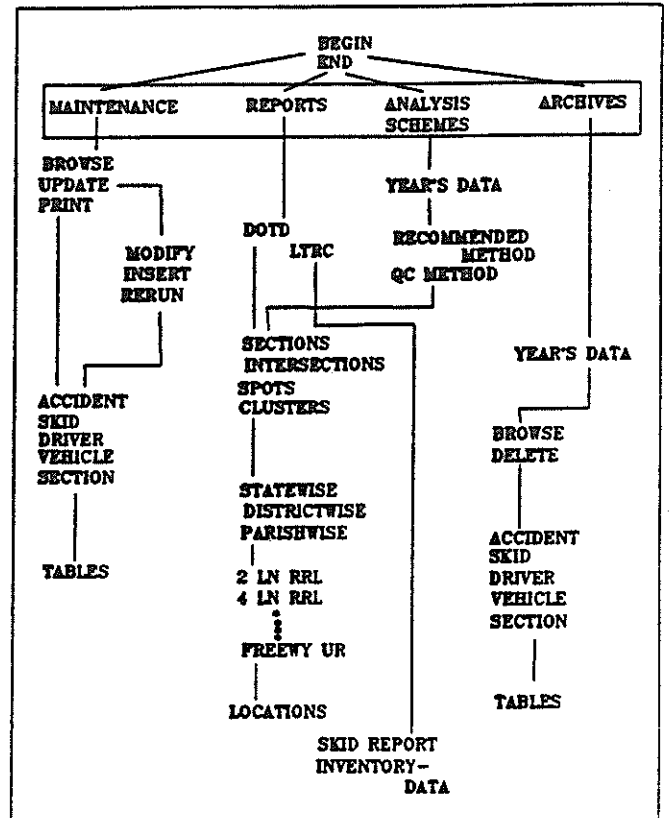 BEGIN
END
MAINTENANCE
REPORTS
ANALYSIS
SCHEMES
ARCHIVES
BROWSE
UPDATE
PRINT
MODIFY
INSERT
RERUN
ACCIDENT
SKID
DRIVER
VEHICLE
SECTION
TABLES
DOTD
LTRC
SECTIONS
INTERSECTIONS
SPOTS
CLUSTERS
STATEWISE
DISTRICTWISE
PARISHWISE
2 LN RRL
4 LN RRL
FREEWY UR
LOCATIONS
SKID REPORT
INVENTORY-
DATA
YEAR'S DATA
RECOMMENDED
METHOD
QC METHOD
YEAR'S DATA
BROWSE
DELETE
ACCIDENT
SKID
DRIVER
VEHICLE
SECTION
TABLES